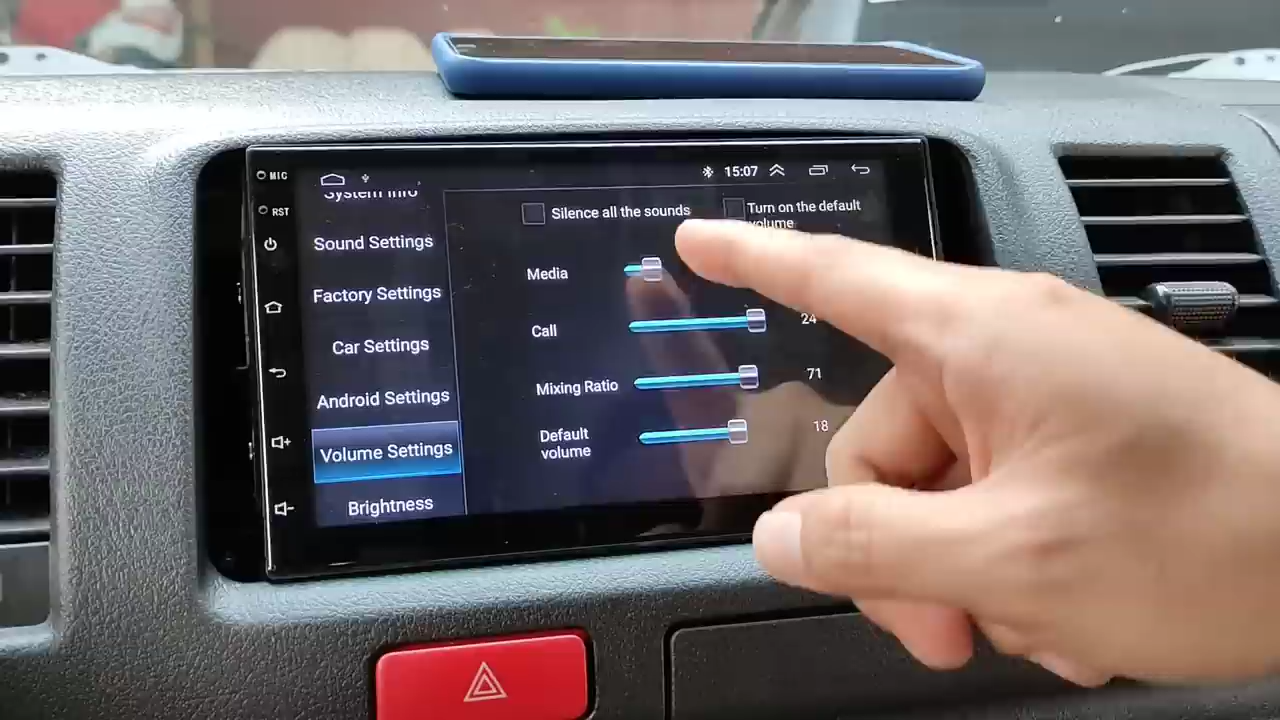 MIC
15:07
RST
System Info
Silence all the sounds
Turn on the default
volume
Sound Settings
Media
Factory Settings
Call
24
Car Settings
Mixing Ratio
71
Android Settings
Default
volume
18
Volume Settings
Brightness